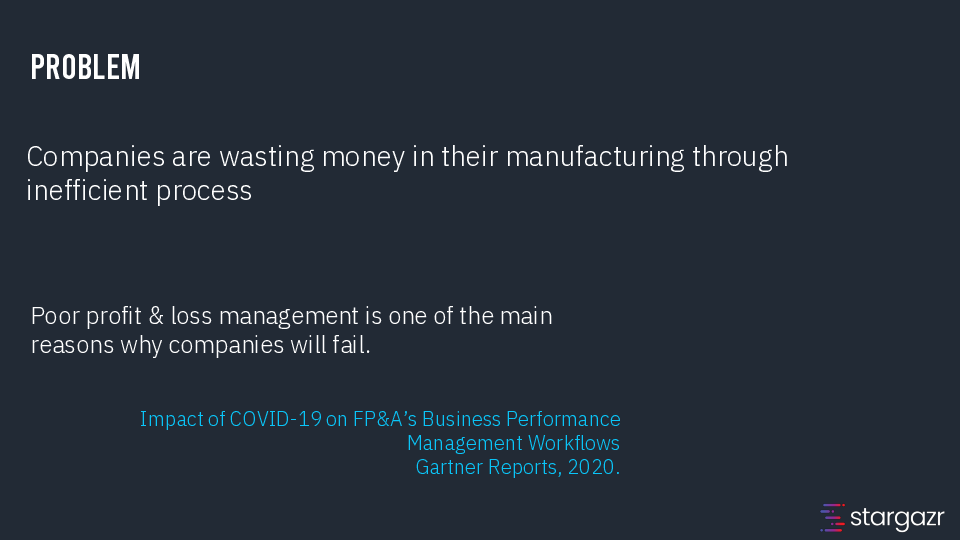 PROBLEM
Companies are wasting money in their manufacturing through
inefficient process
Poor profit & loss management is one of the main
reasons why companies will fail.
Impact of COVID-19 on FP&A’s Business Performance
Management Workflows
Gartner Reports, 2020.
stargazr